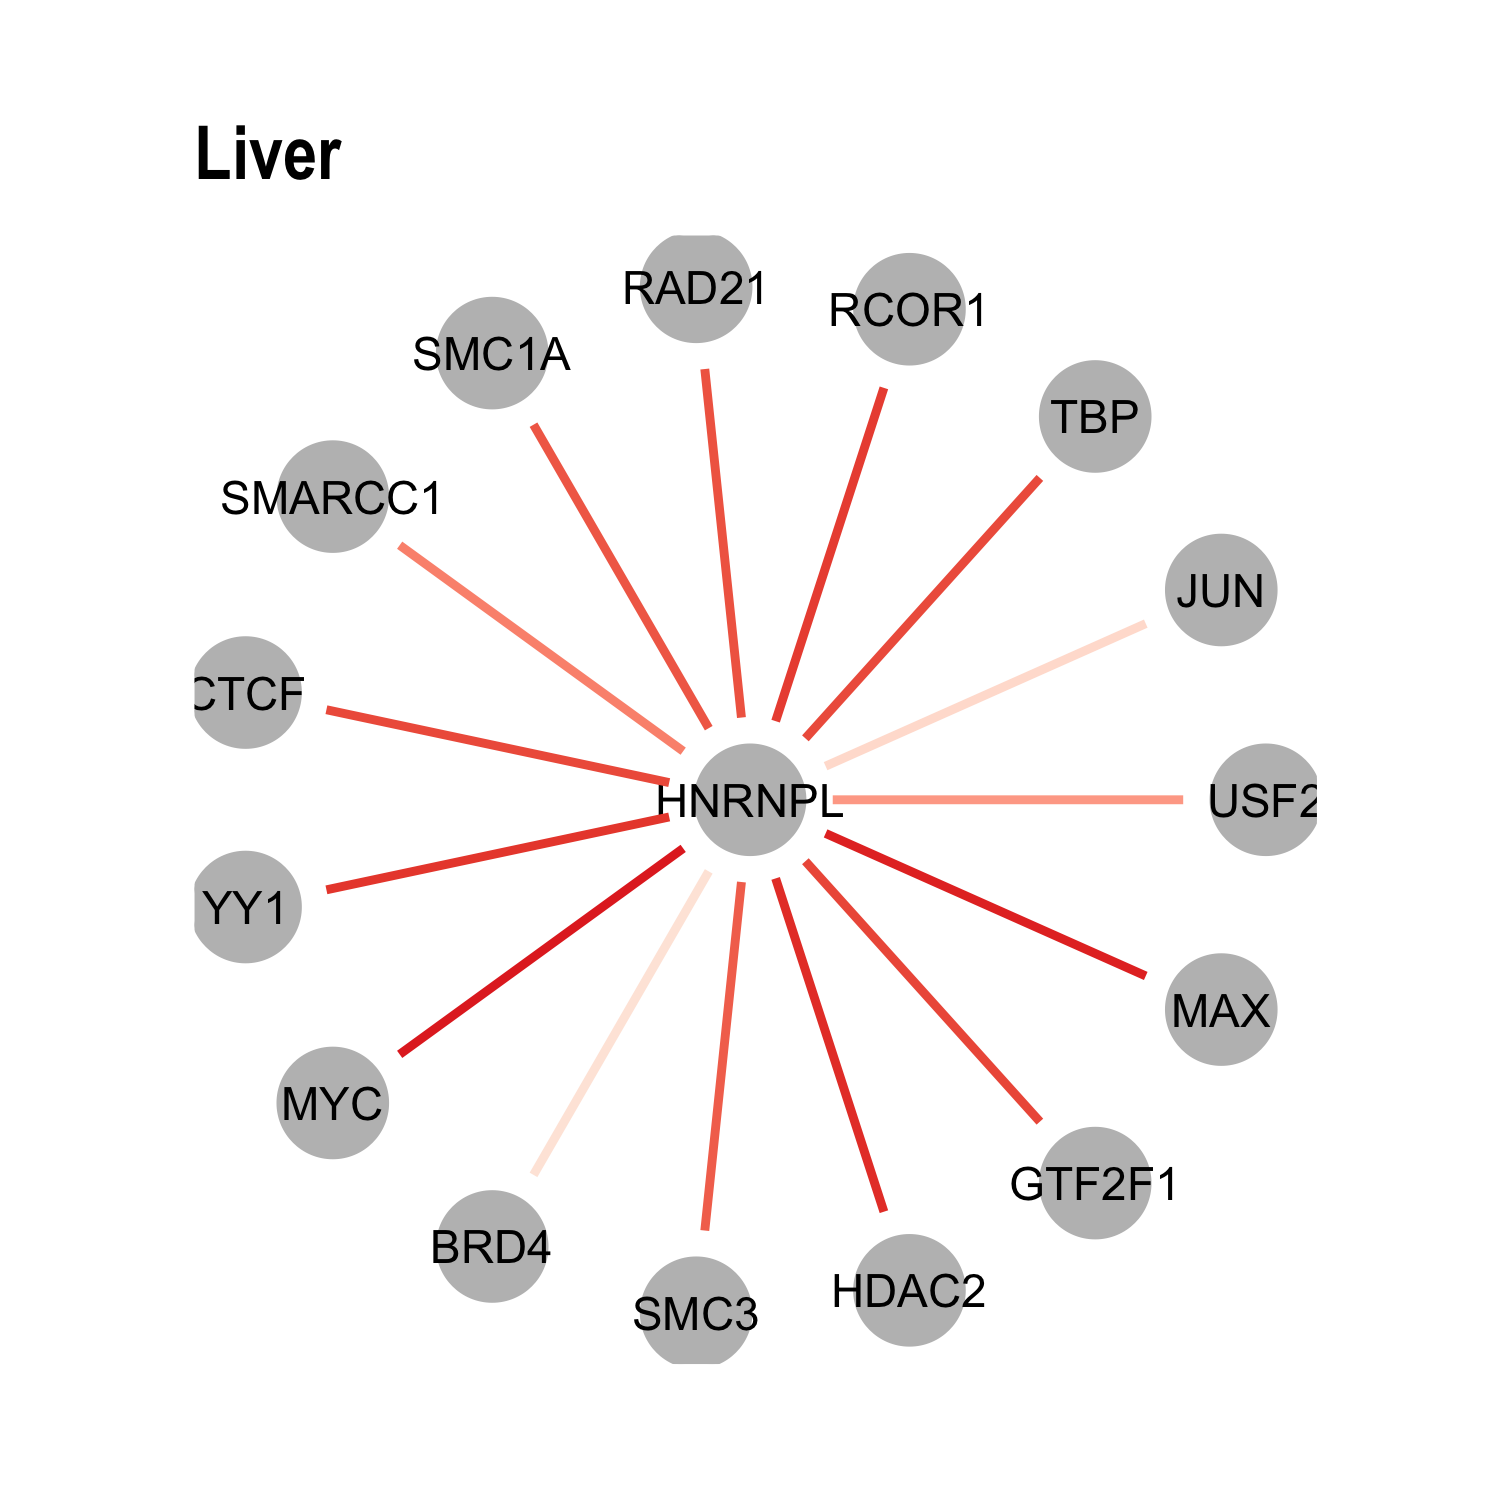 Liver
RAD21
RCOR1
SMC1A
TBP
SMARCC1
JUN
CTCF
HNRNPL
USF2
YY1
MAX
MYC
GTF2F1
BRD4
HDAC2
SMC3